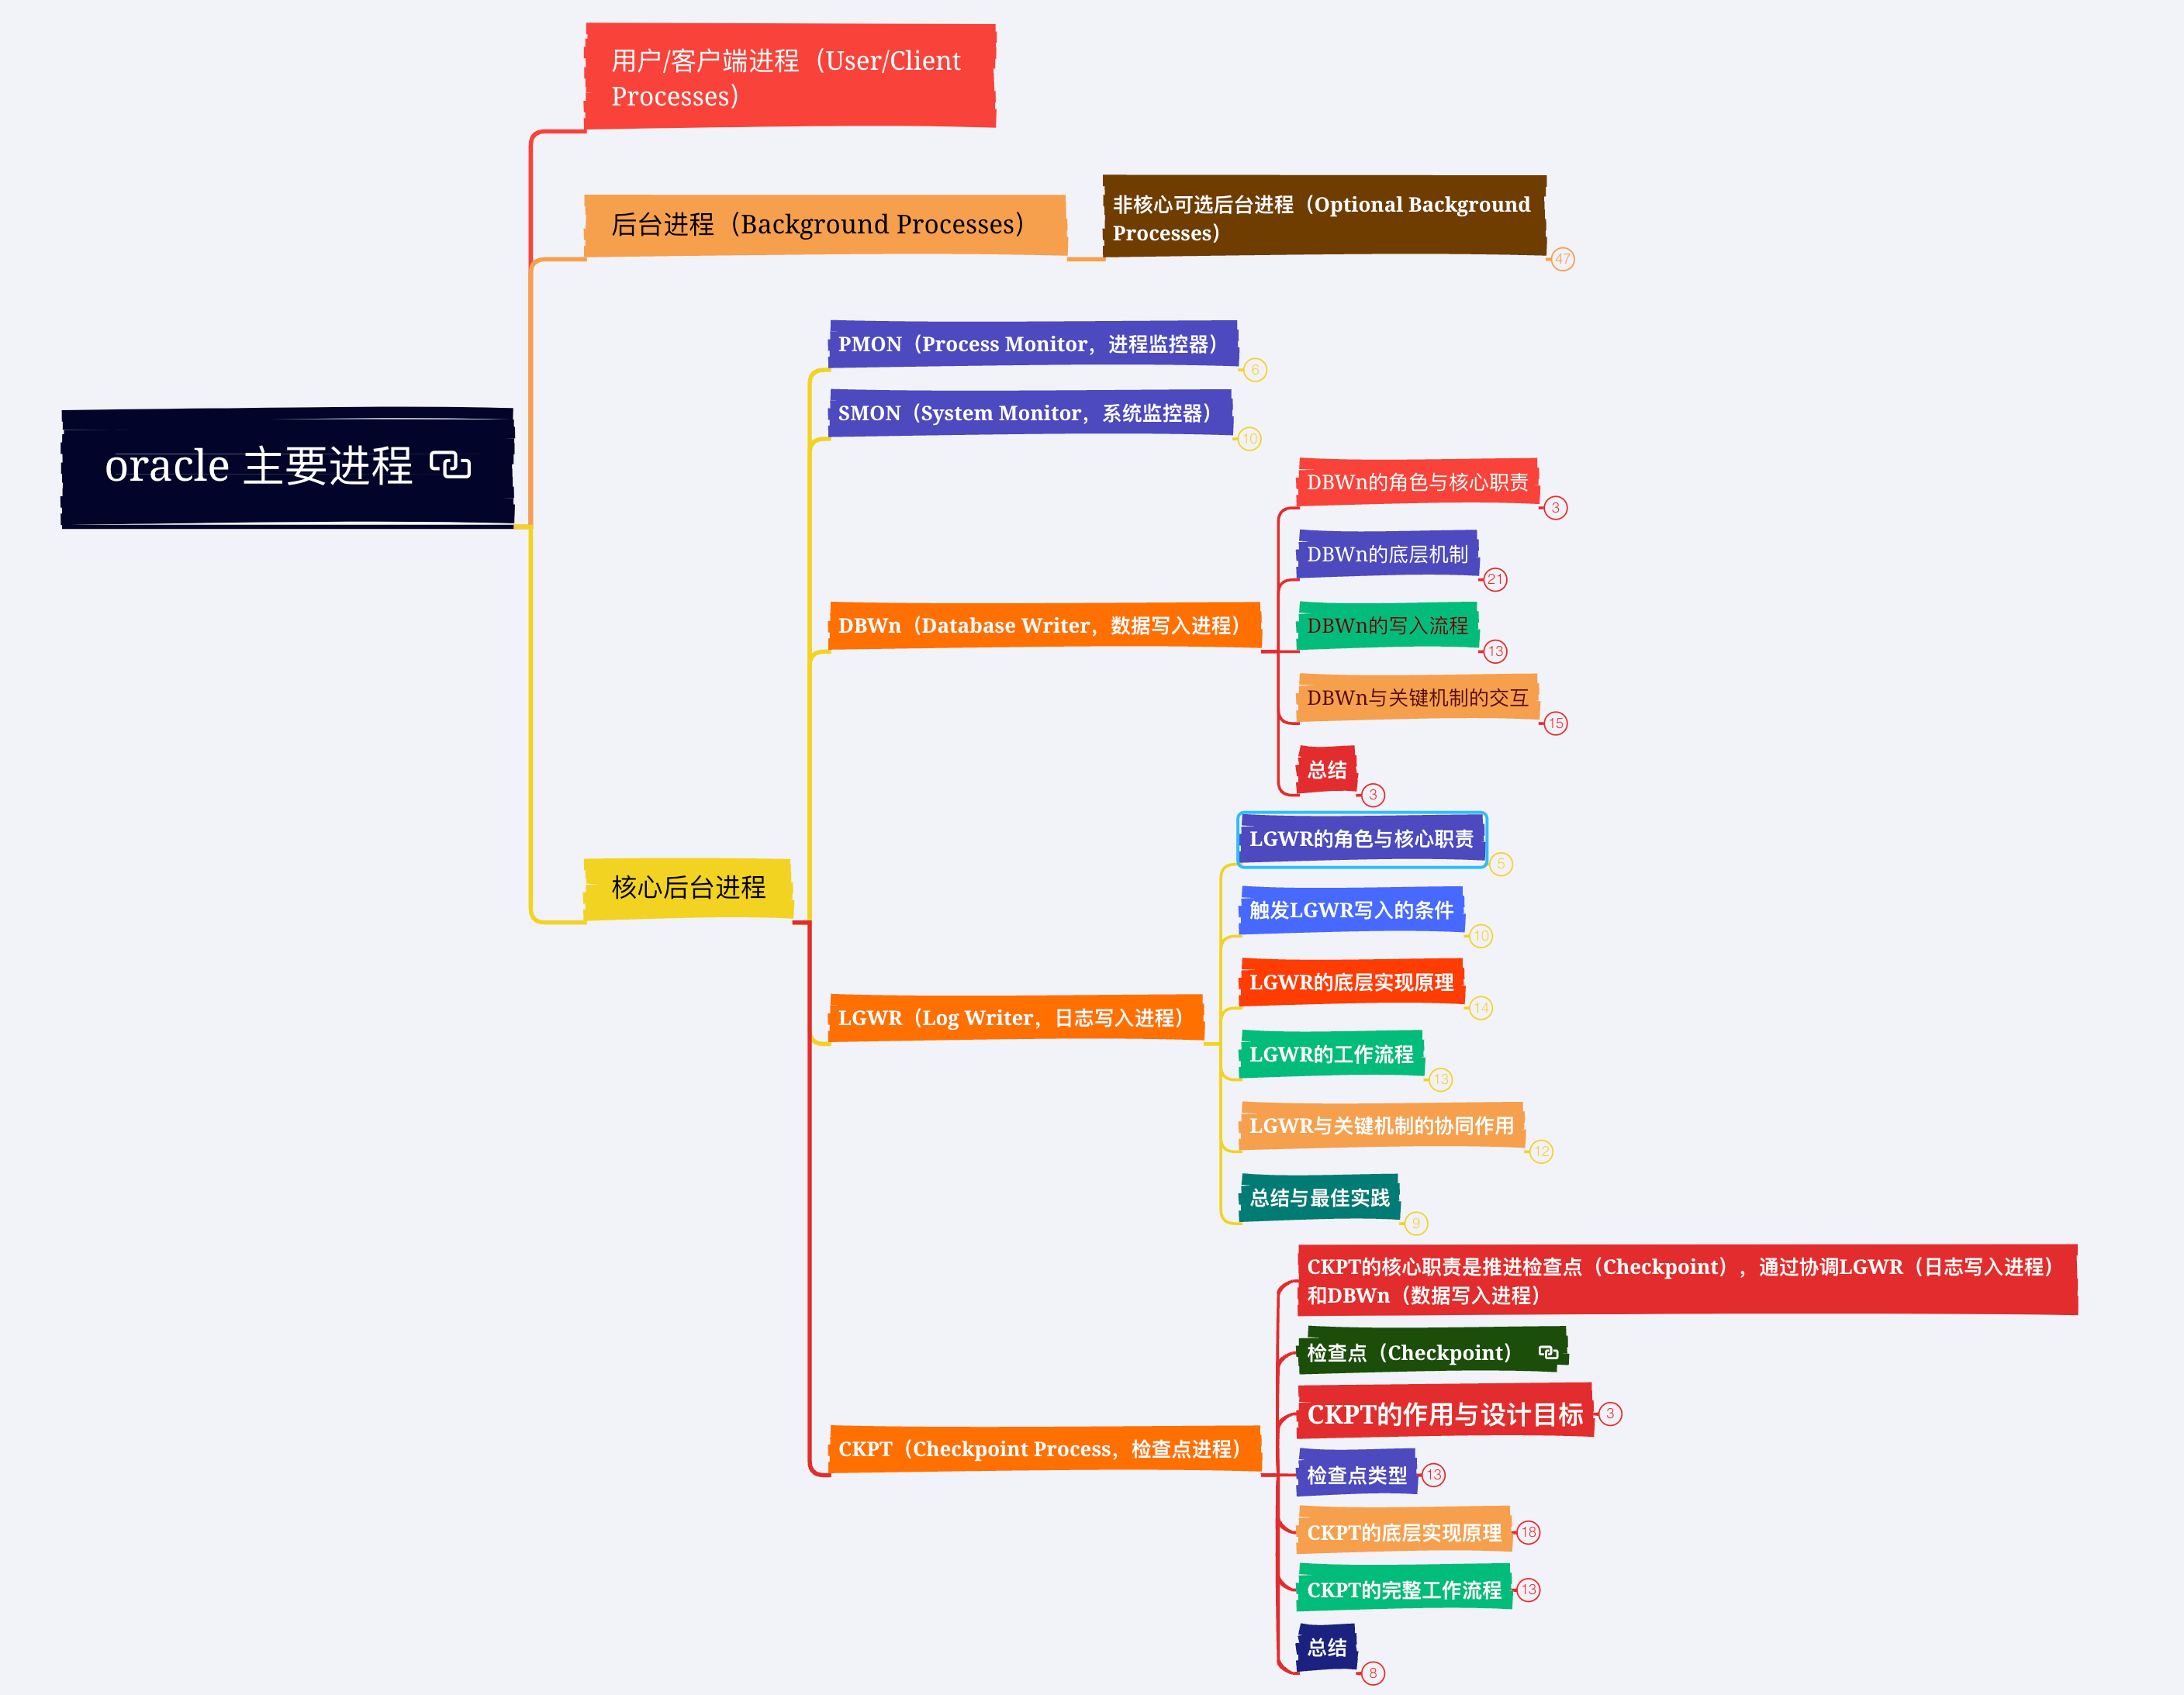 用户/客户端进程（User/Client
Processes）
后台进程（Background Processes）
非核心可选后台进程（Optional Background
Processes）
47
PMON（Process Monitor，进程监控器）
6
SMON（System Monitor，系统监控器）
10
oracle 主要进程
DBWn（Database Writer，数据写入进程）
DBWn的角色与核心职责
3
DBWn的底层机制
21
DBWn的写入流程
13
DBWn与关键机制的交互
15
总结
3
核心后台进程
LGWR（Log Writer，日志写入进程）
LGWR的角色与核心职责
5
触发LGWR写入的条件
10
LGWR的底层实现原理
14
LGWR的工作流程
13
LGWR与关键机制的协同作用
12
总结与最佳实践
9
CKPT（Checkpoint Process，检查点进程）
CKPT的核心职责是推进检查点（Checkpoint），通过协调LGWR（日志写入进程）
和DBWn（数据写入进程）
检查点（Checkpoint）
CKPT的作用与设计目标
3
检查点类型
13
CKPT的底层实现原理
18
CKPT的完整工作流程
13
总结
8